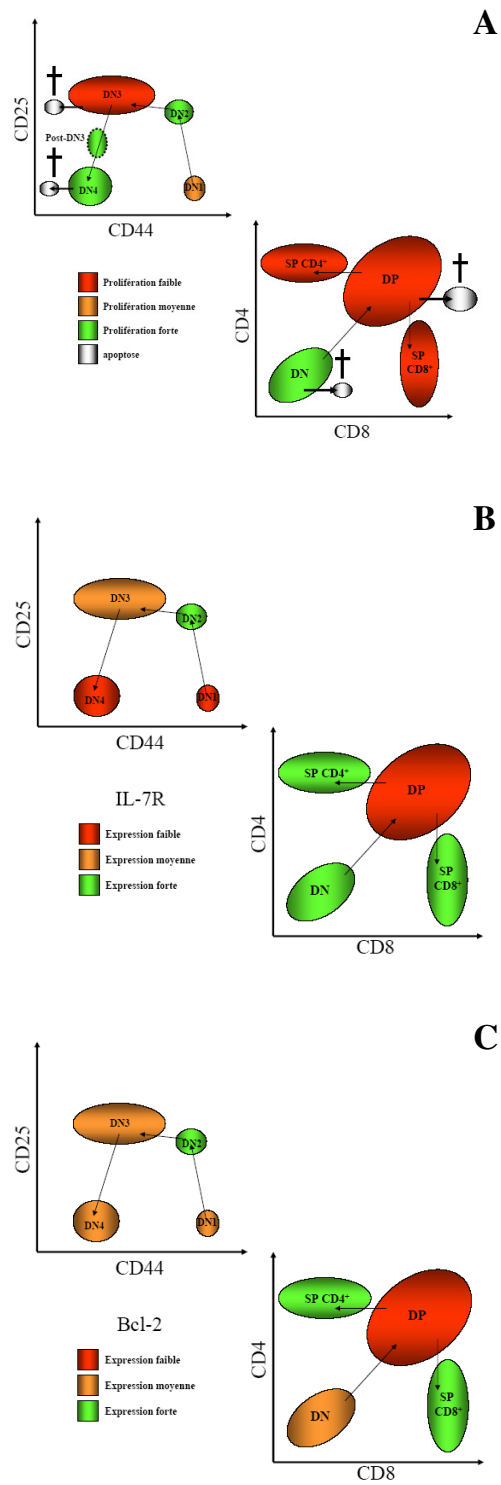 A
CD25
DN3
DN2
Post-DN3
DN4
DN1
CD44
Prolifération faible
Prolifération moyenne
Prolifération forte
apoptose
CD4
SP CD4+
DP
DN
SP
CD8+
CD8
B
CD25
DN3
DN2
DN4
DN1
CD44
IL-7R
Expression faible
Expression moyenne
Expression forte
CD4
SP CD4+
DP
DN
SP
CD8+
CD8
C
CD25
DN3
DN2
DN4
DN1
CD44
Bcl-2
Expression faible
Expression moyenne
Expression forte
CD4
SP CD4+
DP
DN
SP
CD8+
CD8